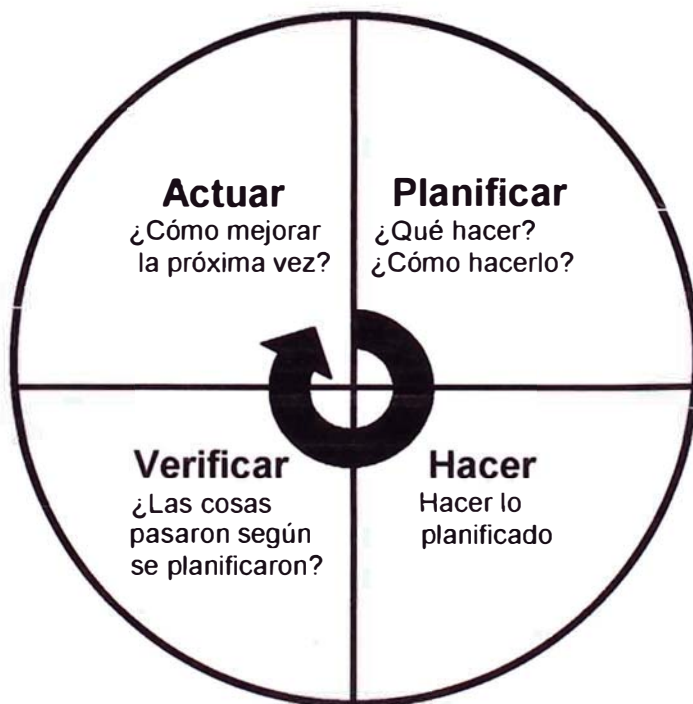 Actuar
¿Cómo mejorar
la próxima vez?
Planificar
¿Qué hacer?
¿Cómo hacerlo?
Verificar
¿Las cosas
pasaron según
se planificaron?
Hacer
Hacer lo
planificado